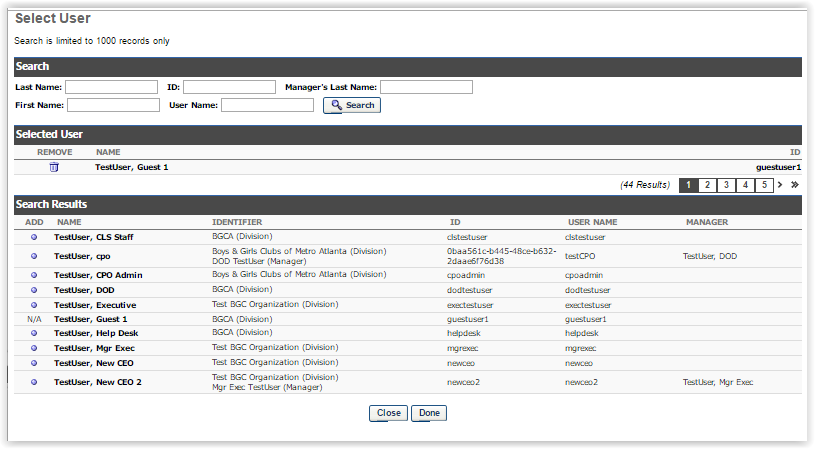 Select User
Search is limited to 1000 records only
Search
Last Name: ID: Manager's Last Name:
First Name: User Name: Search
Selected User
REMOVE NAME ID
TestUser, Guest 1 guestuser1
(44 Results) 1 2 3 4 5 > »
Search Results
ADD NAME IDENTIFIER ID USER NAME MANAGER
TestUser, CLS Staff BGCA (Division) clstestuser clstestuser
TestUser, cpo Boys & Girls Clubs of Metro Atlanta (Division) 0baa561c-b445-48ce-b632- testCPO TestUser, DOD
DOD TestUser (Manager) 2daae6f76d38
TestUser, CPO Admin Boys & Girls Clubs of Metro Atlanta (Division) cpoadmin cpoadmin
TestUser, DOD BGCA (Division) dodtestuser dodtestuser
TestUser, Executive Test BGC Organization (Division) exectestuser exectestuser
N/A TestUser, Guest 1 BGCA (Division) guestuser1 guestuser1
TestUser, Help Desk BGCA (Division) helpdesk helpdesk
TestUser, Mgr Exec Test BGC Organization (Division) mgrexec mgrexec
TestUser, New CEO Test BGC Organization (Division) newceo newceo
TestUser, New CEO 2 Test BGC Organization (Division) newceo2 newceo2 TestUser, Mgr Exec
Mgr Exec TestUser (Manager)
Close Done